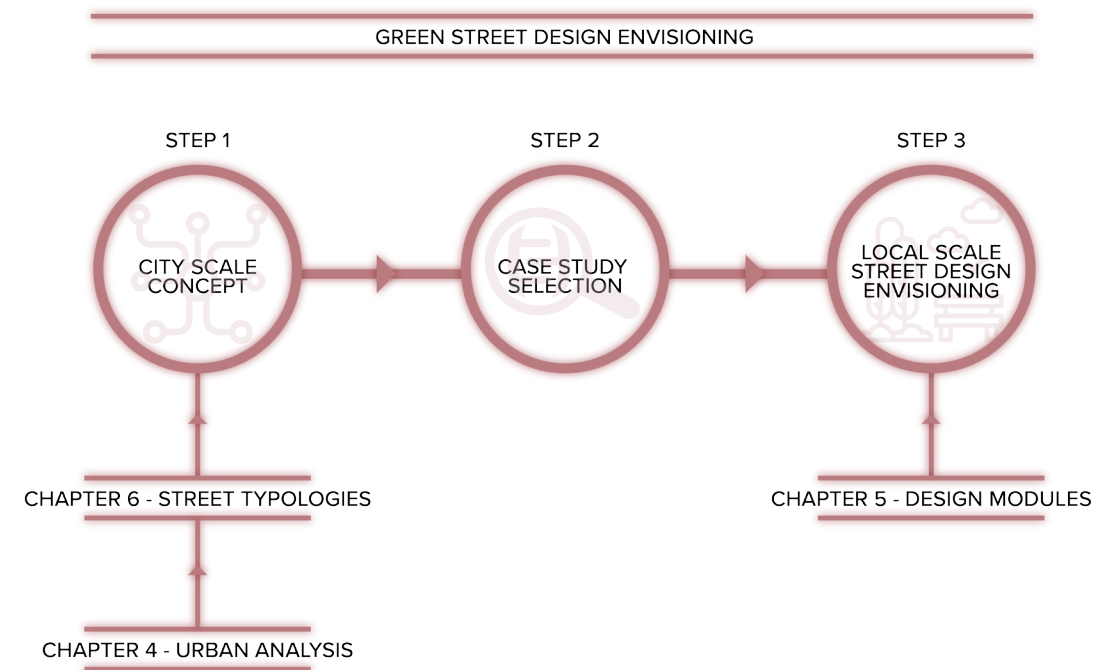 GREEN STREET DESIGN ENVISIONING
STEP 1
STEP 2
STEP 3
CITY SCALE
CONCEPT
CASE STUDY
SELECTION
LOCAL SCALE
STREET DESIGN
ENVISIONING
CHAPTER 6 - STREET TYPOLOGIES
CHAPTER 5 - DESIGN MODULES
CHAPTER 4 - URBAN ANALYSIS